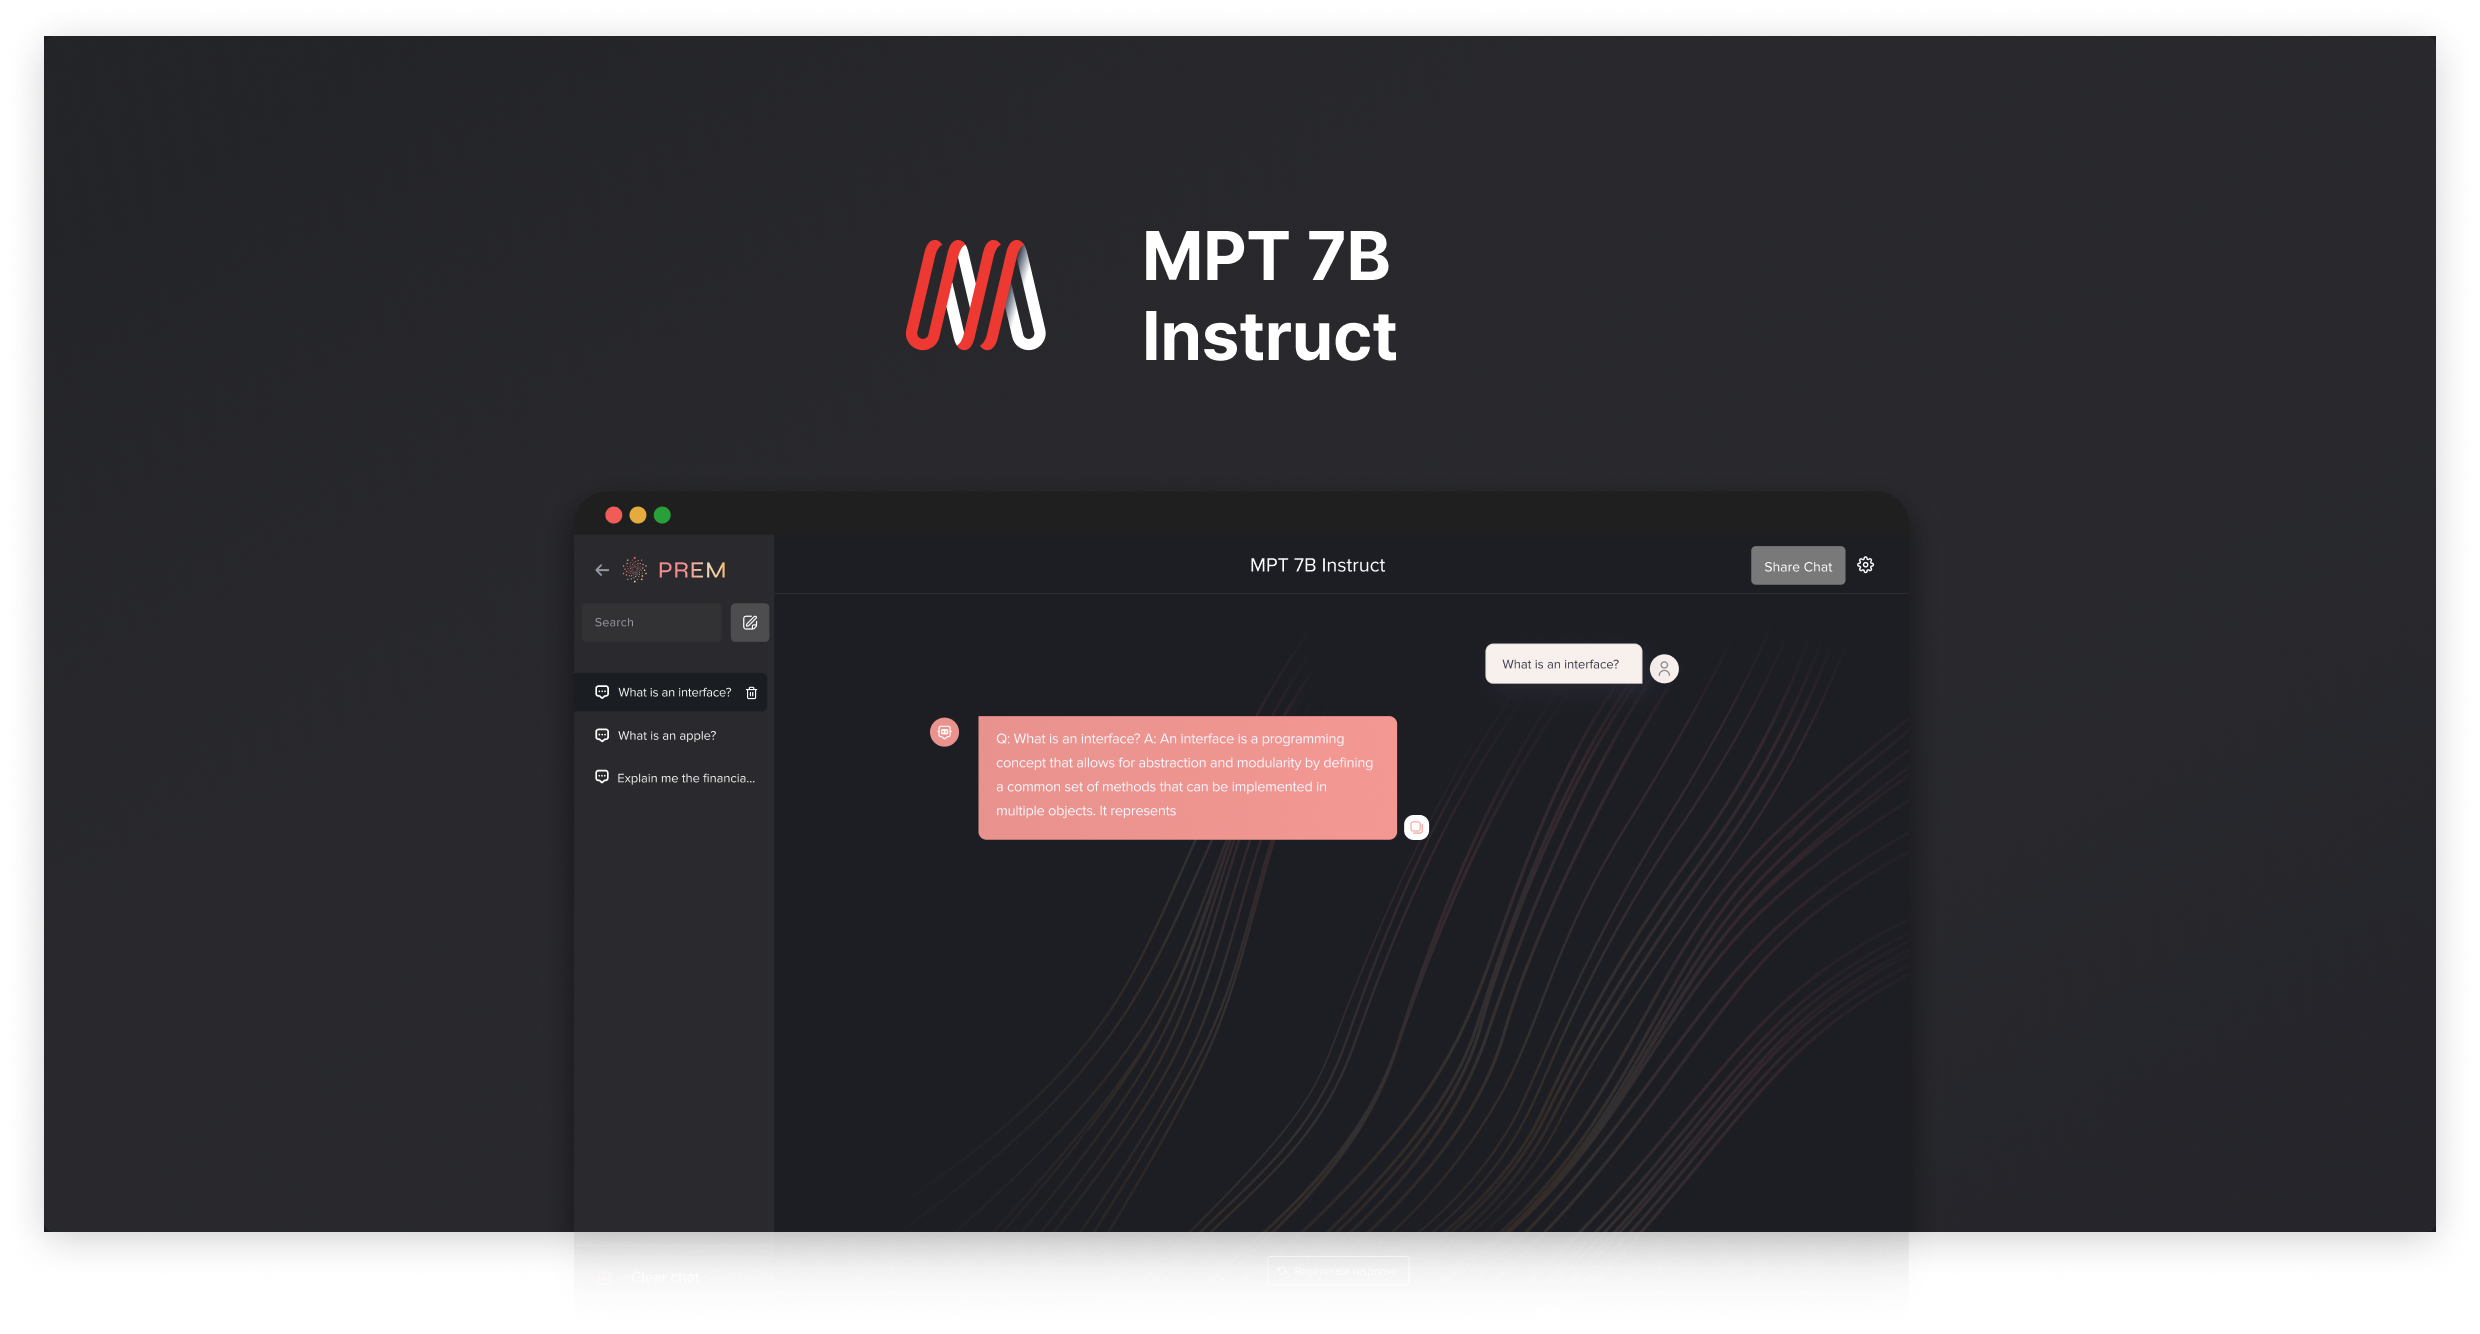 MPT 7B
Instruct
PREM
MPT 7B Instruct
Share Chat
Search
What is an interface?
What is an apple?
Explain me the financia...
What is an interface?
Q: What is an interface? A: An interface is a programming
concept that allows for abstraction and modularity by defining
a common set of methods that can be implemented in
multiple objects. It represents
Clear chat